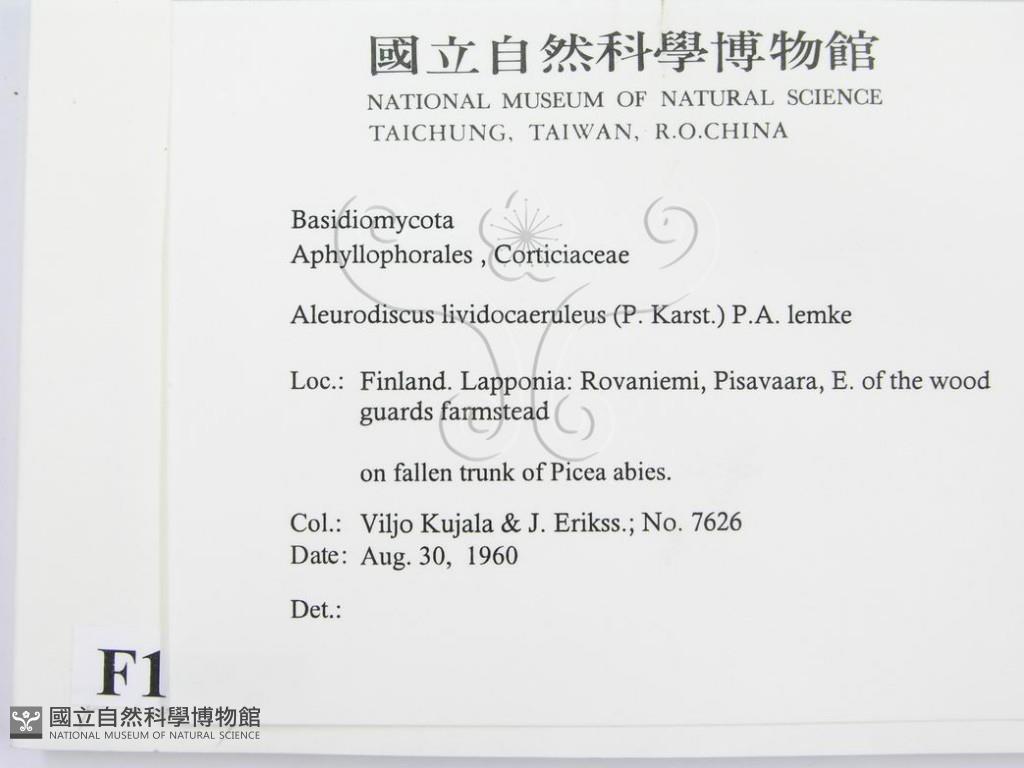 國立自然科學博物館
NATIONAL MUSEUM OF NATURAL SCIENCE
TAICHUNG, TAIWAN, R.O.CHINA
Basidiomycota
Aphyllophorales , Corticiaceae
Aleurodiscus lividocaeruleus (P. Karst.) P.A. lemke
Loc.: Finland. Lapponia: Rovaniemi, Pisavaara, E. of the wood
guards farmstead
on fallen trunk of Picea abies.
Col.: Viljo Kujala & J. Erikss.; No. 7626
Date: Aug. 30, 1960
Det.:
F1
國立自然科學博物館
NATIONAL MUSEUM OF NATURAL SCIENCE